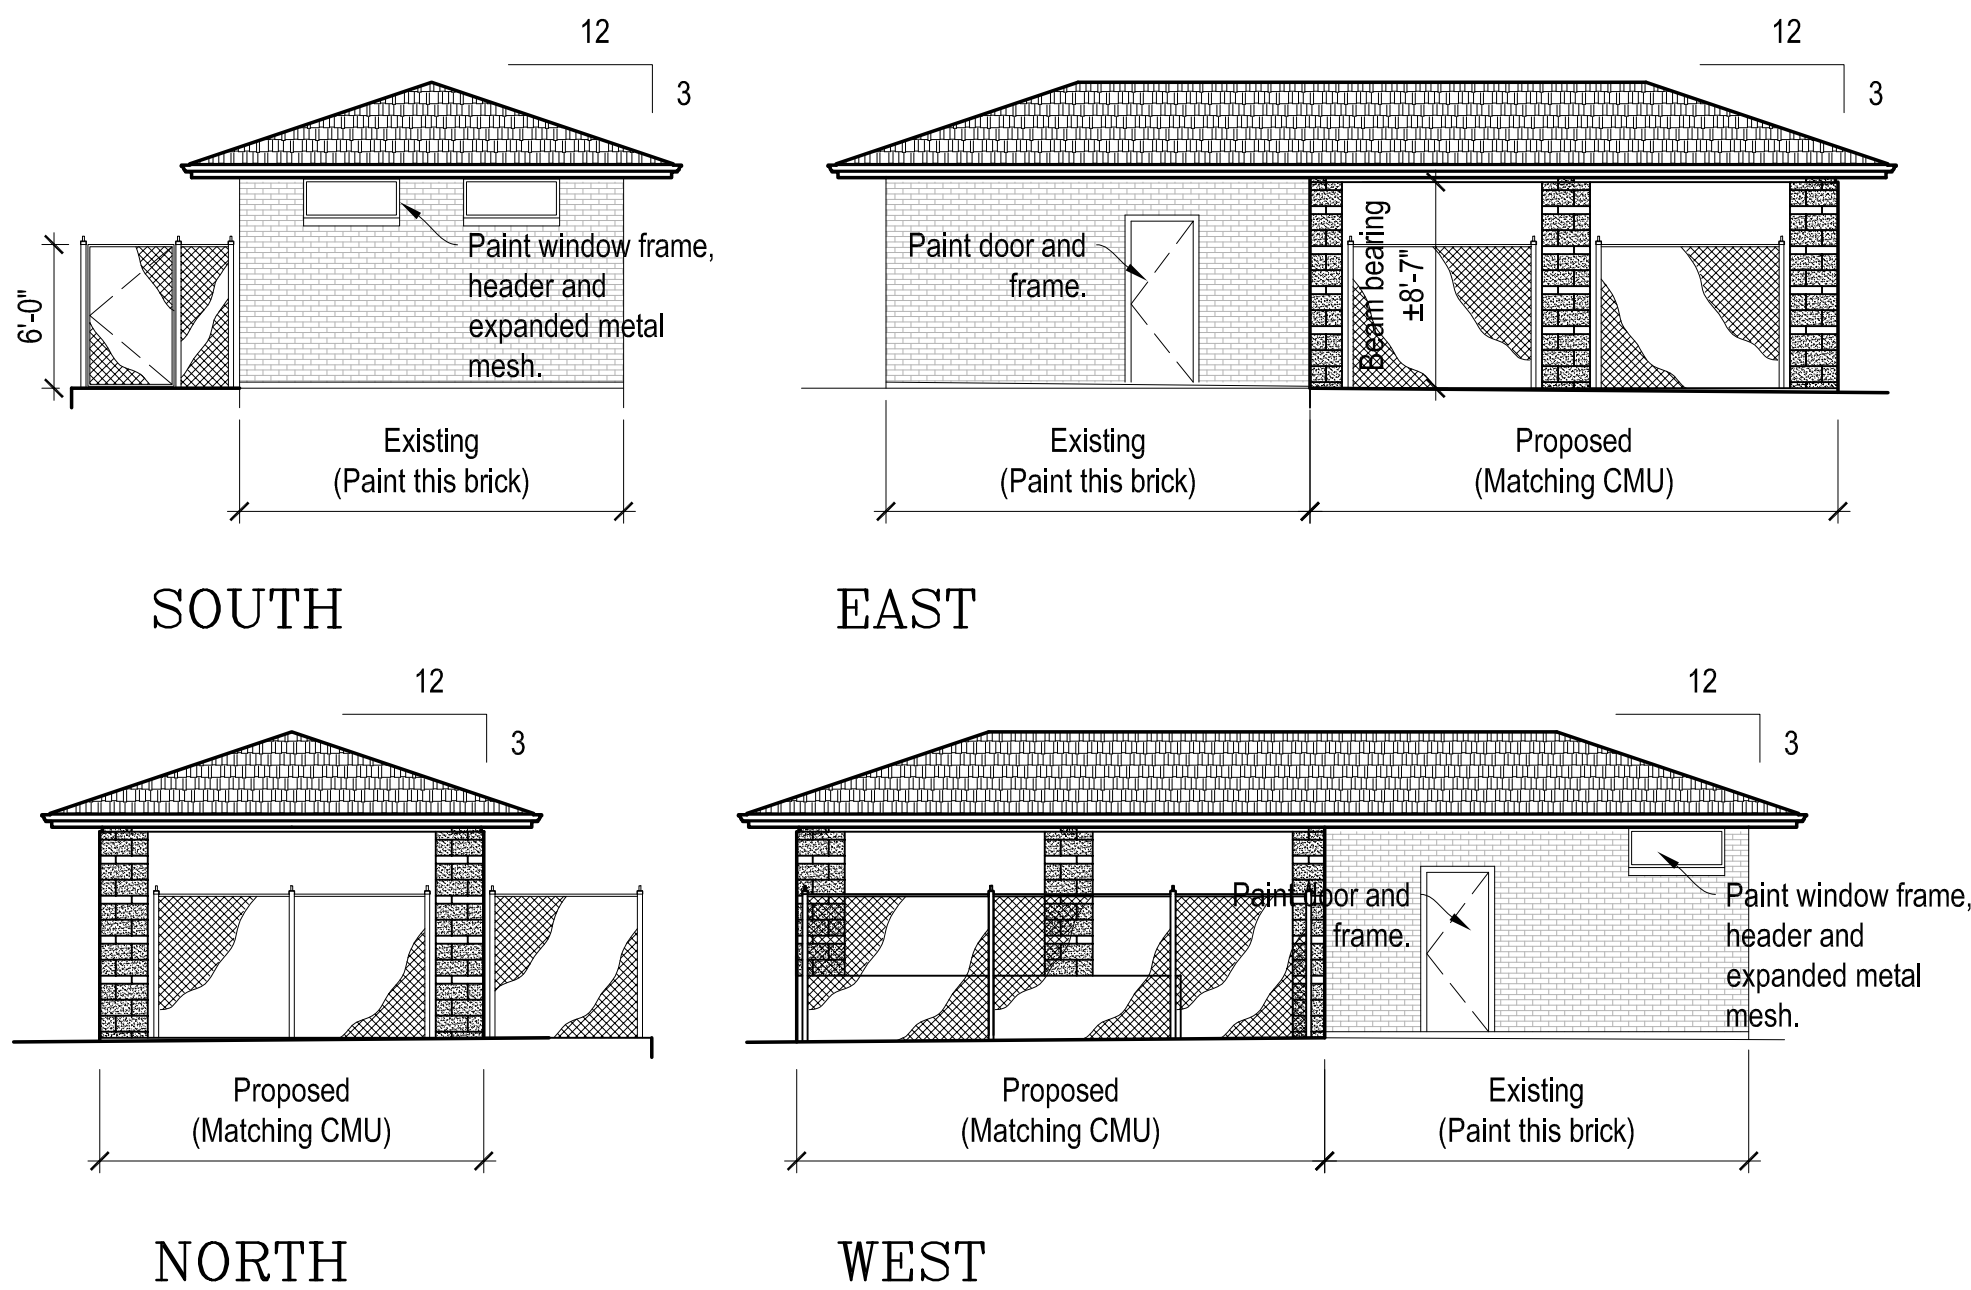 12
3
Paint window frame,
header and
expanded metal
mesh.
6'-0"
Existing
(Paint this brick)
SOUTH
12
3
Paint door and
frame.
Beam bearing
±8'-7"
Existing
(Paint this brick)
Proposed
(Matching CMU)
EAST
12
3
Proposed
(Matching CMU)
NORTH
12
3
Paint door and
frame.
Paint window frame,
header and
expanded metal
mesh.
Proposed
(Matching CMU)
Existing
(Paint this brick)
WEST